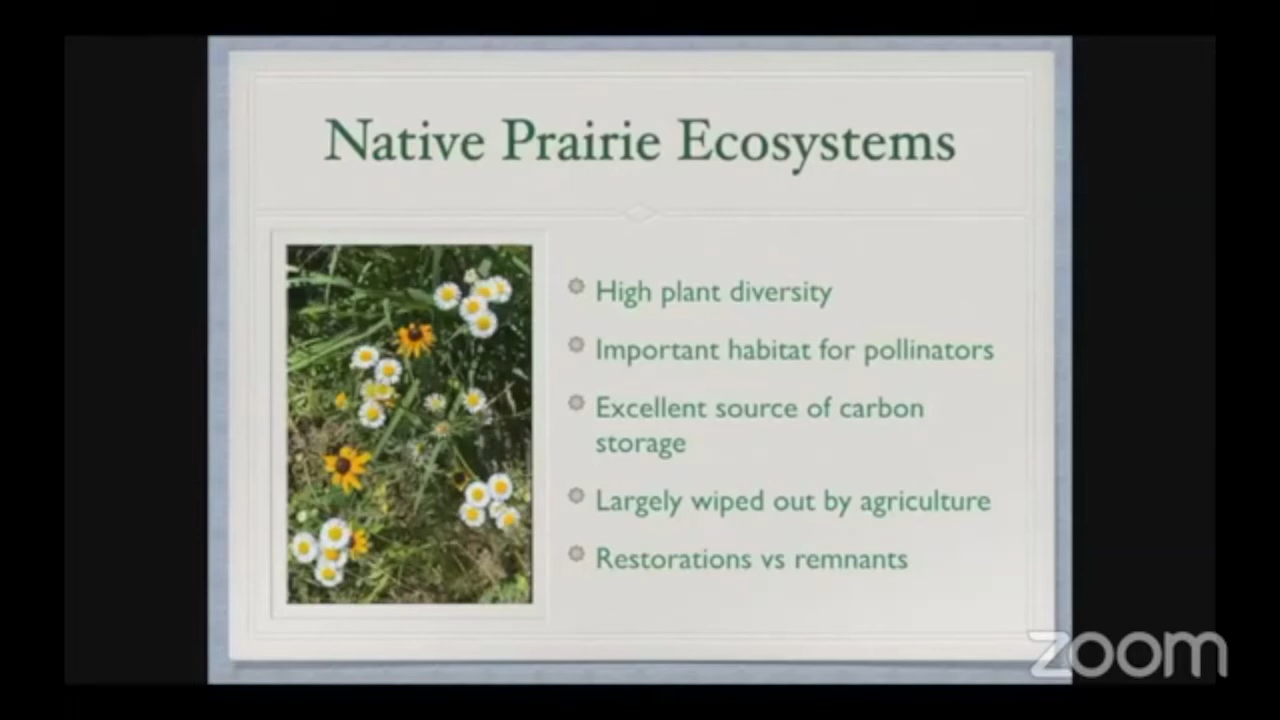 Native Prairie Ecosystems
High plant diversity
Important habitat for pollinators
Excellent source of carbon
storage
Largely wiped out by agriculture
Restorations vs remnants
zoom